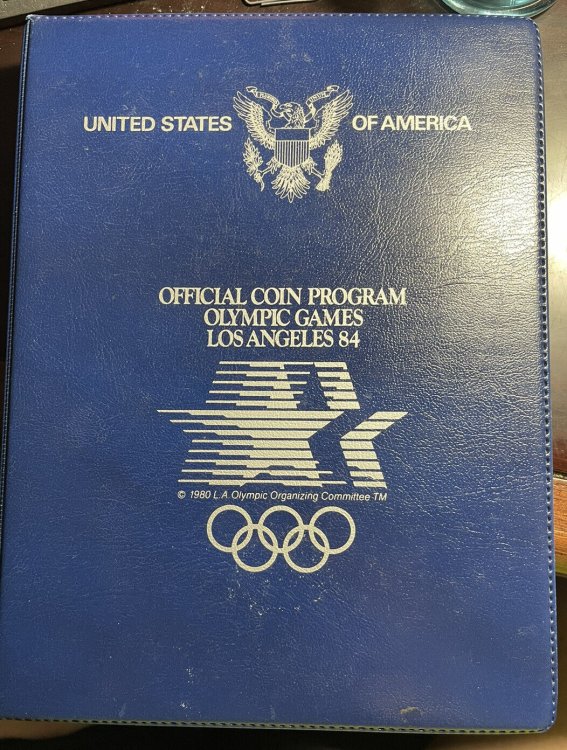 UNITED STATES OF AMERICA
OFFICIAL COIN PROGRAM
OLYMPIC GAMES
LOS ANGELES 84
© 1980 L.A. Olympic Organizing Committee TM